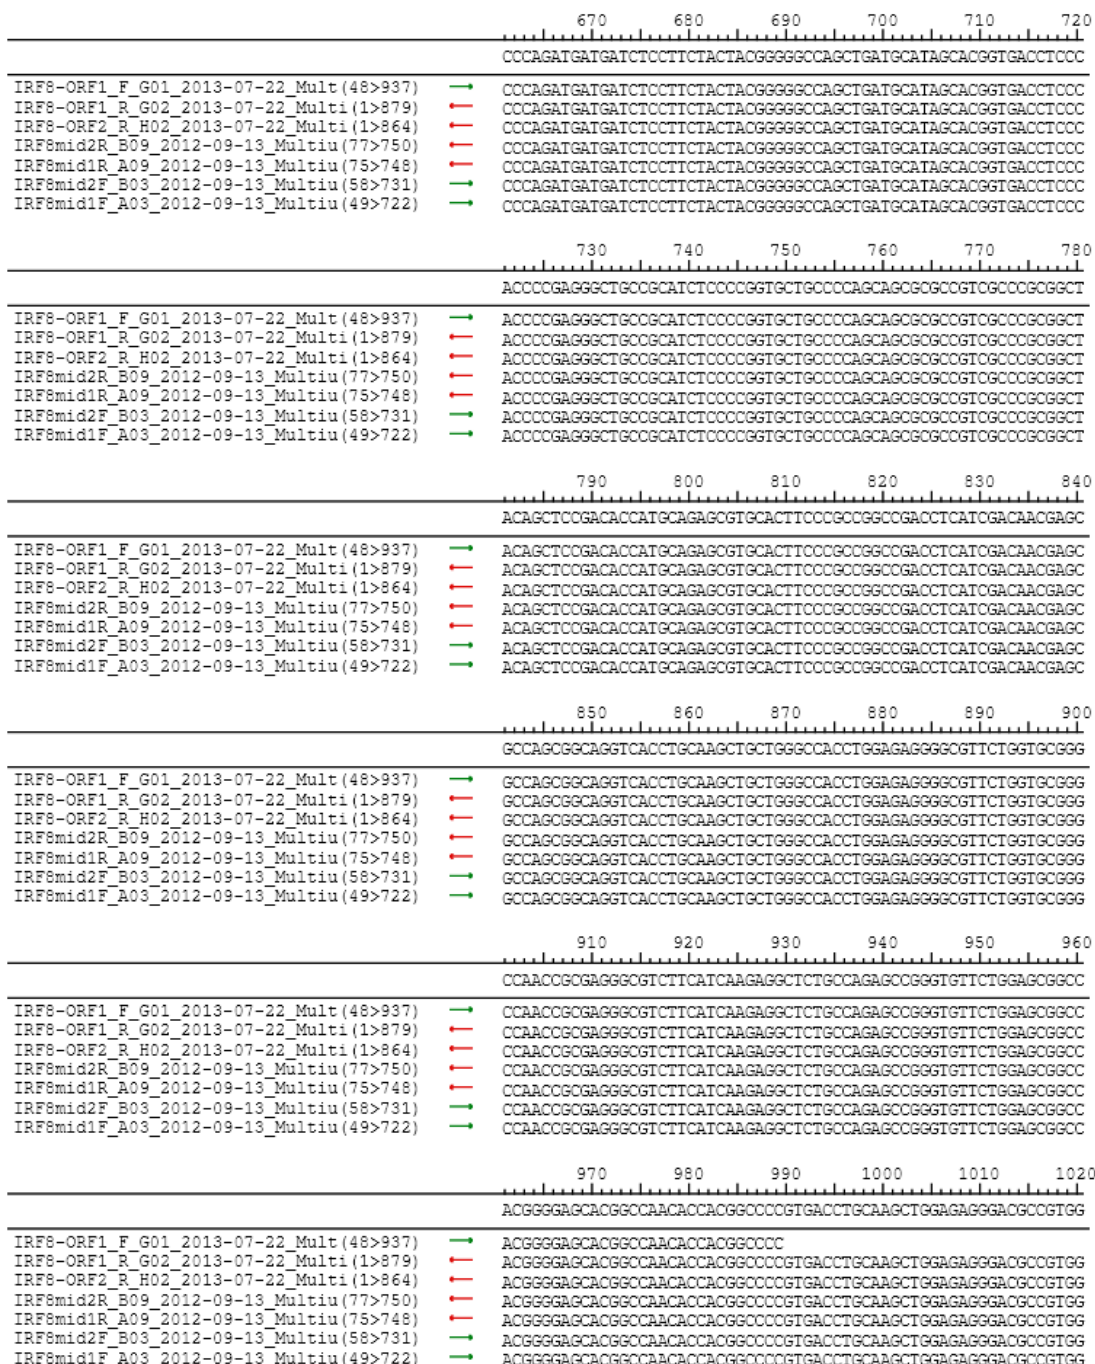 670 680 690 700 710 720
CCCAGATGATGATCTCCTTCTACTACGGGGGCCAGCTGATGCATAGCACGGTGACCTCCC
IRF8-ORF1_F_G01_2013-07-22_Mult(48>937) → CCCAGATGATGATCTCCTTCTACTACGGGGGCCAGCTGATGCATAGCACGGTGACCTCCC
IRF8-ORF1_R_G02_2013-07-22_Multi(1>879) ← CCCAGATGATGATCTCCTTCTACTACGGGGGCCAGCTGATGCATAGCACGGTGACCTCCC
IRF8-ORF2_R_H02_2013-07-22_Multi(1>864) ← CCCAGATGATGATCTCCTTCTACTACGGGGGCCAGCTGATGCATAGCACGGTGACCTCCC
IRF8mid2R_B09_2012-09-13_Multiu(77>750) ← CCCAGATGATGATCTCCTTCTACTACGGGGGCCAGCTGATGCATAGCACGGTGACCTCCC
IRF8mid1R_A09_2012-09-13_Multiu(75>748) ← CCCAGATGATGATCTCCTTCTACTACGGGGGCCAGCTGATGCATAGCACGGTGACCTCCC
IRF8mid2F_B03_2012-09-13_Multiu(58>731) → CCCAGATGATGATCTCCTTCTACTACGGGGGCCAGCTGATGCATAGCACGGTGACCTCCC
IRF8mid1F_A03_2012-09-13_Multiu(49>722) → CCCAGATGATGATCTCCTTCTACTACGGGGGCCAGCTGATGCATAGCACGGTGACCTCCC
730 740 750 760 770 780
ACCCCGAGGGCTGCCGCATCTCCCCGGTGCTGCCCCAGCAGCGCGCCGTCGCCCGCGGCT
IRF8-ORF1_F_G01_2013-07-22_Mult(48>937) → ACCCCGAGGGCTGCCGCATCTCCCCGGTGCTGCCCCAGCAGCGCGCCGTCGCCCGCGGCT
IRF8-ORF1_R_G02_2013-07-22_Multi(1>879) ← ACCCCGAGGGCTGCCGCATCTCCCCGGTGCTGCCCCAGCAGCGCGCCGTCGCCCGCGGCT
IRF8-ORF2_R_H02_2013-07-22_Multi(1>864) ← ACCCCGAGGGCTGCCGCATCTCCCCGGTGCTGCCCCAGCAGCGCGCCGTCGCCCGCGGCT
IRF8mid2R_B09_2012-09-13_Multiu(77>750) ← ACCCCGAGGGCTGCCGCATCTCCCCGGTGCTGCCCCAGCAGCGCGCCGTCGCCCGCGGCT
IRF8mid1R_A09_2012-09-13_Multiu(75>748) ← ACCCCGAGGGCTGCCGCATCTCCCCGGTGCTGCCCCAGCAGCGCGCCGTCGCCCGCGGCT
IRF8mid2F_B03_2012-09-13_Multiu(58>731) → ACCCCGAGGGCTGCCGCATCTCCCCGGTGCTGCCCCAGCAGCGCGCCGTCGCCCGCGGCT
IRF8mid1F_A03_2012-09-13_Multiu(49>722) → ACCCCGAGGGCTGCCGCATCTCCCCGGTGCTGCCCCAGCAGCGCGCCGTCGCCCGCGGCT
790 800 810 820 830 840
ACAGCTCCGACACCATGCAGAGCGTGCACTTCCCGCCGGCCGACCTCATCGACAACGAGC
IRF8-ORF1_F_G01_2013-07-22_Mult(48>937) → ACAGCTCCGACACCATGCAGAGCGTGCACTTCCCGCCGGCCGACCTCATCGACAACGAGC
IRF8-ORF1_R_G02_2013-07-22_Multi(1>879) ← ACAGCTCCGACACCATGCAGAGCGTGCACTTCCCGCCGGCCGACCTCATCGACAACGAGC
IRF8-ORF2_R_H02_2013-07-22_Multi(1>864) ← ACAGCTCCGACACCATGCAGAGCGTGCACTTCCCGCCGGCCGACCTCATCGACAACGAGC
IRF8mid2R_B09_2012-09-13_Multiu(77>750) ← ACAGCTCCGACACCATGCAGAGCGTGCACTTCCCGCCGGCCGACCTCATCGACAACGAGC
IRF8mid1R_A09_2012-09-13_Multiu(75>748) ← ACAGCTCCGACACCATGCAGAGCGTGCACTTCCCGCCGGCCGACCTCATCGACAACGAGC
IRF8mid2F_B03_2012-09-13_Multiu(58>731) → ACAGCTCCGACACCATGCAGAGCGTGCACTTCCCGCCGGCCGACCTCATCGACAACGAGC
IRF8mid1F_A03_2012-09-13_Multiu(49>722) → ACAGCTCCGACACCATGCAGAGCGTGCACTTCCCGCCGGCCGACCTCATCGACAACGAGC
850 860 870 880 890 900
GCCAGCGGCAGGTCACCTGCAAGCTGCTGGGCCACCTGGAGAGGGGCGTTCTGGTGCGGG
IRF8-ORF1_F_G01_2013-07-22_Mult(48>937) → GCCAGCGGCAGGTCACCTGCAAGCTGCTGGGCCACCTGGAGAGGGGCGTTCTGGTGCGGG
IRF8-ORF1_R_G02_2013-07-22_Multi(1>879) ← GCCAGCGGCAGGTCACCTGCAAGCTGCTGGGCCACCTGGAGAGGGGCGTTCTGGTGCGGG
IRF8-ORF2_R_H02_2013-07-22_Multi(1>864) ← GCCAGCGGCAGGTCACCTGCAAGCTGCTGGGCCACCTGGAGAGGGGCGTTCTGGTGCGGG
IRF8mid2R_B09_2012-09-13_Multiu(77>750) ← GCCAGCGGCAGGTCACCTGCAAGCTGCTGGGCCACCTGGAGAGGGGCGTTCTGGTGCGGG
IRF8mid1R_A09_2012-09-13_Multiu(75>748) ← GCCAGCGGCAGGTCACCTGCAAGCTGCTGGGCCACCTGGAGAGGGGCGTTCTGGTGCGGG
IRF8mid2F_B03_2012-09-13_Multiu(58>731) → GCCAGCGGCAGGTCACCTGCAAGCTGCTGGGCCACCTGGAGAGGGGCGTTCTGGTGCGGG
IRF8mid1F_A03_2012-09-13_Multiu(49>722) → GCCAGCGGCAGGTCACCTGCAAGCTGCTGGGCCACCTGGAGAGGGGCGTTCTGGTGCGGG
910 920 930 940 950 960
CCAACCGCGAGGGCGTCTTCATCAAGAGGCTCTGCCAGAGCCGGGTGTTCTGGAGCGGCC
IRF8-ORF1_F_G01_2013-07-22_Mult(48>937) → CCAACCGCGAGGGCGTCTTCATCAAGAGGCTCTGCCAGAGCCGGGTGTTCTGGAGCGGCC
IRF8-ORF1_R_G02_2013-07-22_Multi(1>879) ← CCAACCGCGAGGGCGTCTTCATCAAGAGGCTCTGCCAGAGCCGGGTGTTCTGGAGCGGCC
IRF8-ORF2_R_H02_2013-07-22_Multi(1>864) ← CCAACCGCGAGGGCGTCTTCATCAAGAGGCTCTGCCAGAGCCGGGTGTTCTGGAGCGGCC
IRF8mid2R_B09_2012-09-13_Multiu(77>750) ← CCAACCGCGAGGGCGTCTTCATCAAGAGGCTCTGCCAGAGCCGGGTGTTCTGGAGCGGCC
IRF8mid1R_A09_2012-09-13_Multiu(75>748) ← CCAACCGCGAGGGCGTCTTCATCAAGAGGCTCTGCCAGAGCCGGGTGTTCTGGAGCGGCC
IRF8mid2F_B03_2012-09-13_Multiu(58>731) → CCAACCGCGAGGGCGTCTTCATCAAGAGGCTCTGCCAGAGCCGGGTGTTCTGGAGCGGCC
IRF8mid1F_A03_2012-09-13_Multiu(49>722) → CCAACCGCGAGGGCGTCTTCATCAAGAGGCTCTGCCAGAGCCGGGTGTTCTGGAGCGGCC
970 980 990 1000 1010 1020
ACGGGGAGCACGGCCAACACCACGGCCCCGTGACCTGCAAGCTGGAGAGGGACGCCGTGG
IRF8-ORF1_F_G01_2013-07-22_Mult(48>937) → ACGGGGAGCACGGCCAACACCACGGCCCC
IRF8-ORF1_R_G02_2013-07-22_Multi(1>879) ← ACGGGGAGCACGGCCAACACCACGGCCCCGTGACCTGCAAGCTGGAGAGGGACGCCGTGG
IRF8-ORF2_R_H02_2013-07-22_Multi(1>864) ← ACGGGGAGCACGGCCAACACCACGGCCCCGTGACCTGCAAGCTGGAGAGGGACGCCGTGG
IRF8mid2R_B09_2012-09-13_Multiu(77>750) ← ACGGGGAGCACGGCCAACACCACGGCCCCGTGACCTGCAAGCTGGAGAGGGACGCCGTGG
IRF8mid1R_A09_2012-09-13_Multiu(75>748) ← ACGGGGAGCACGGCCAACACCACGGCCCCGTGACCTGCAAGCTGGAGAGGGACGCCGTGG
IRF8mid2F_B03_2012-09-13_Multiu(58>731) → ACGGGGAGCACGGCCAACACCACGGCCCCGTGACCTGCAAGCTGGAGAGGGACGCCGTGG
IRF8mid1F_A03_2012-09-13_Multiu(49>722) → ACGGGGAGCACGGCCAACACCACGGCCCCGTGACCTGCAAGCTGGAGAGGGACGCCGTGG